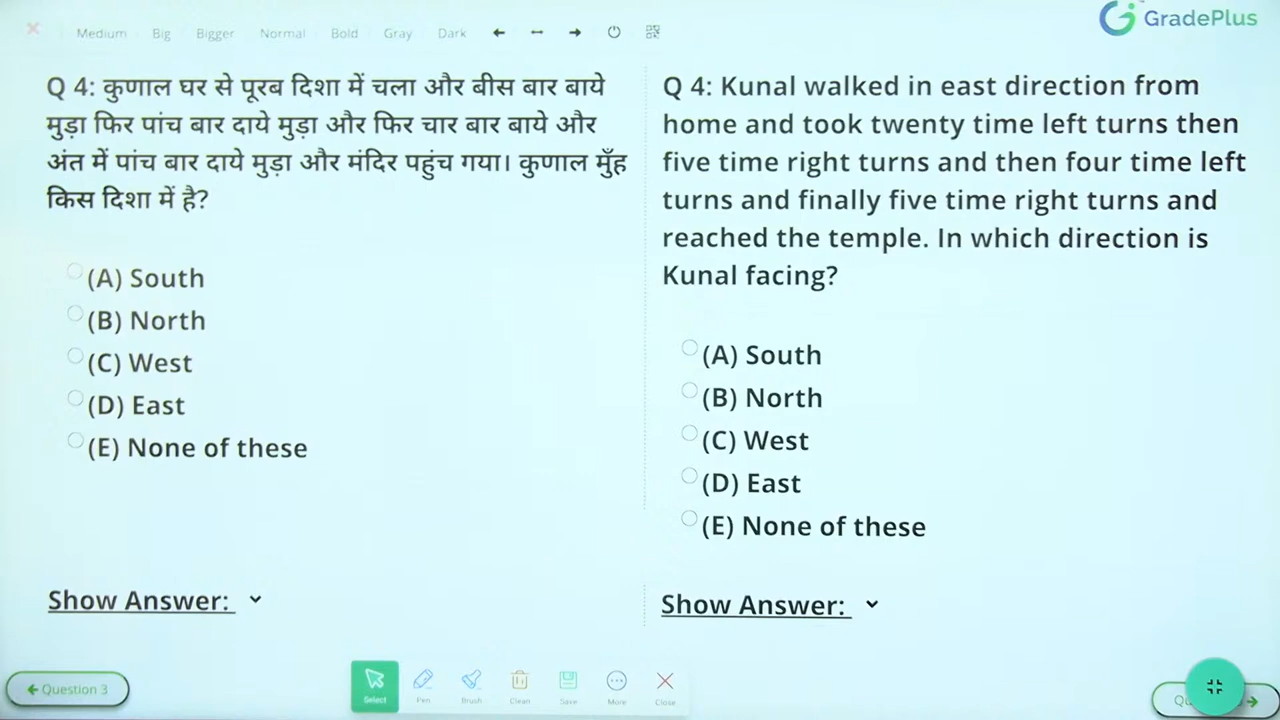 Medium Big Bigger Normal Bold Gray Dark
GradePlus
Q 4: कुणाल घर से पूरब दिशा में चला और बीस बार बाये
मुड़ा फिर पांच बार दाये मुड़ा और फिर चार बार बाये और
अंत में पांच बार दाये मुड़ा और मंदिर पहुंच गया। कुणाल मुँह
किस दिशा में है?
(A) South
(B) North
(C) West
(D) East
(E) None of these
Show Answer:
Q 4: Kunal walked in east direction from
home and took twenty time left turns then
five time right turns and then four time left
turns and finally five time right turns and
reached the temple. In which direction is
Kunal facing?
(A) South
(B) North
(C) West
(D) East
(E) None of these
Show Answer:
Question 3
Select Pen Brush Clean Save More Close